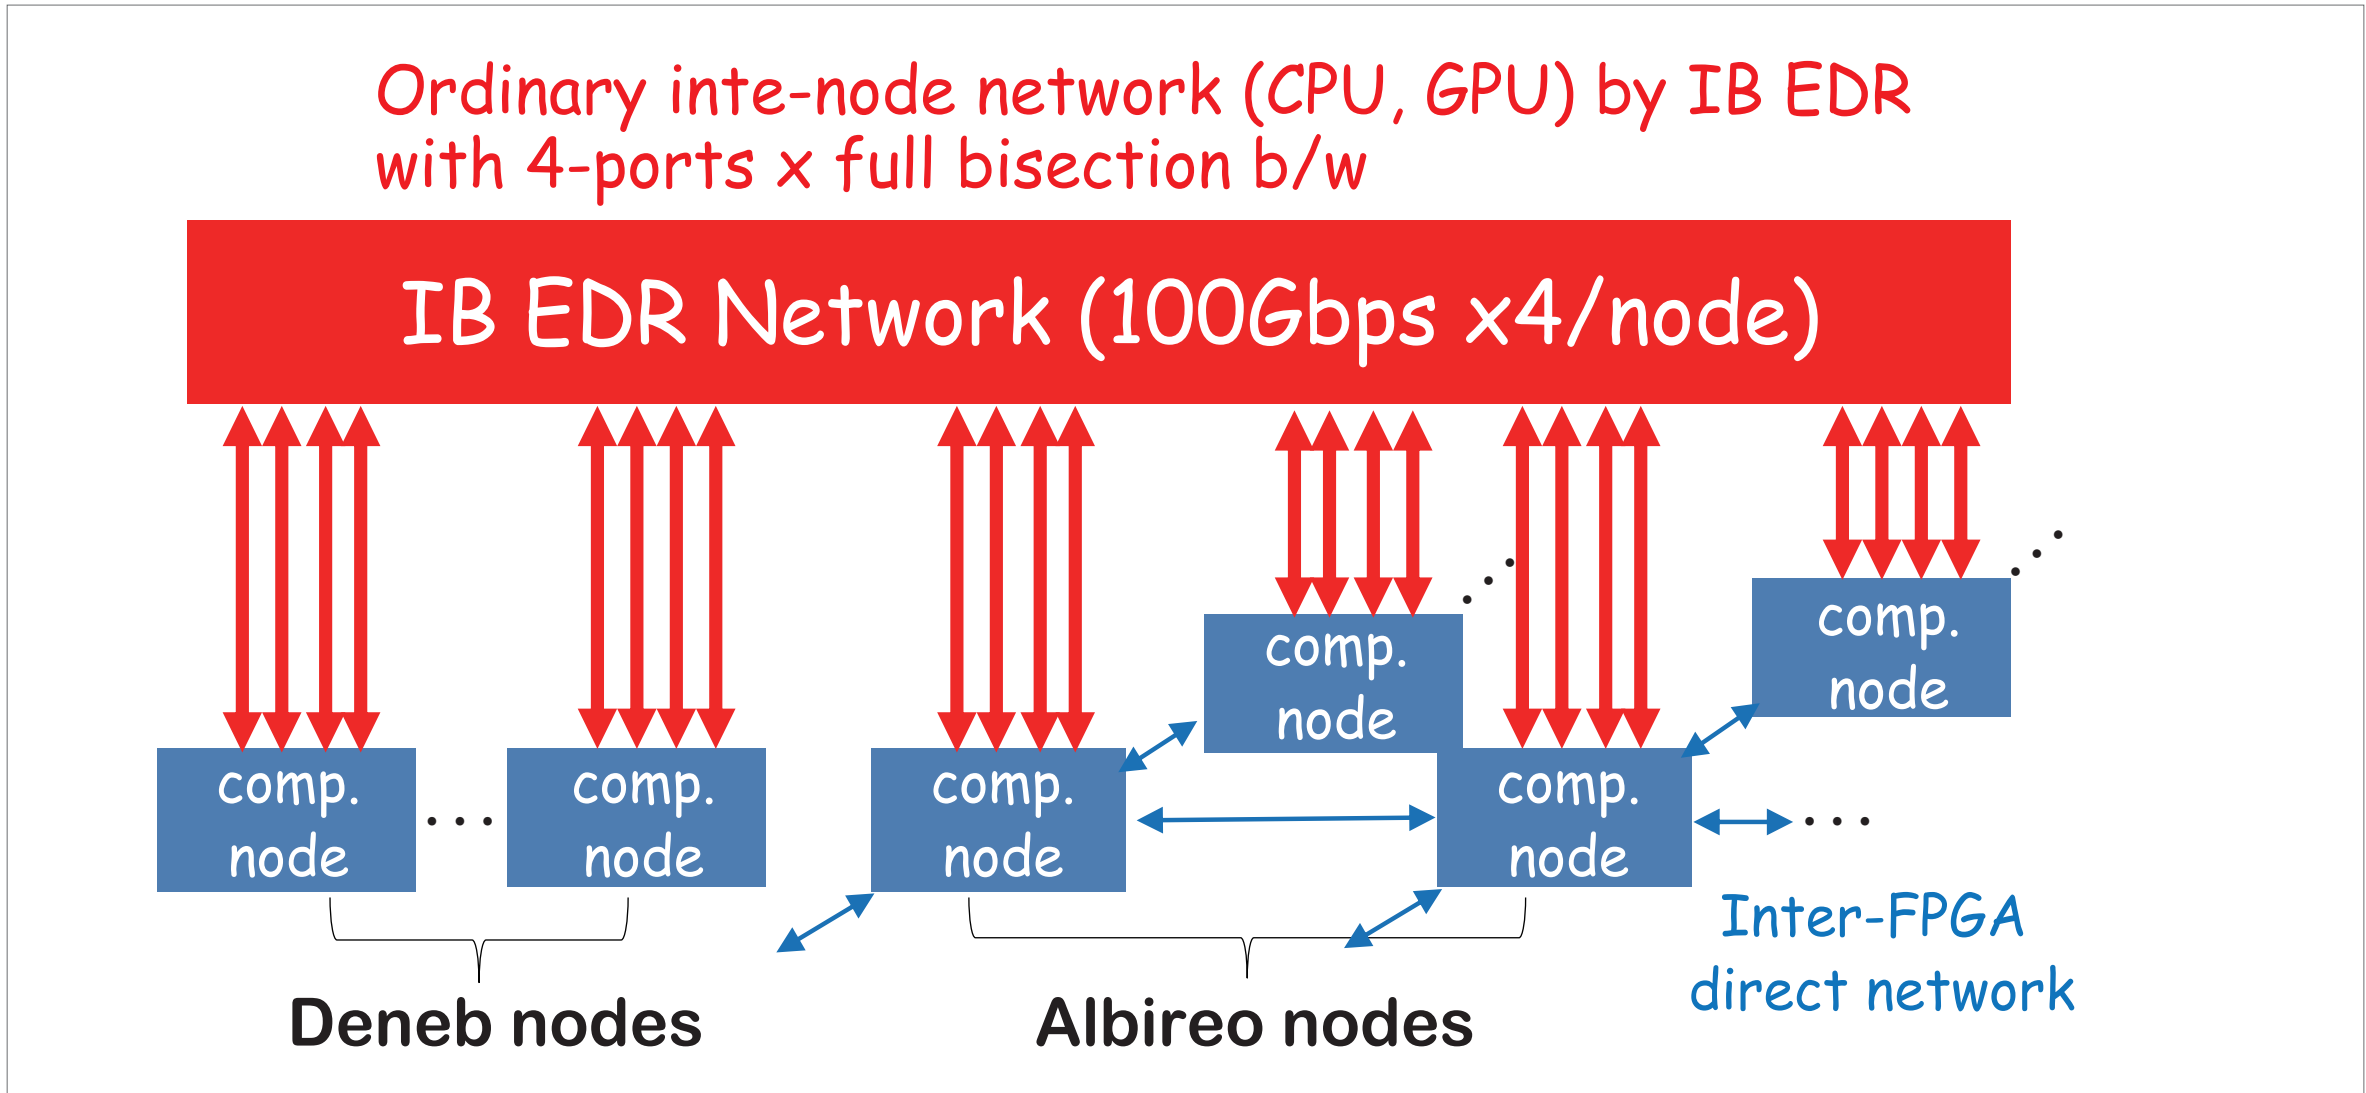 Ordinary inte-node network (CPU, GPU) by IB EDR
with 4-ports x full bisection b/w
IB EDR Network (100Gbps x4/node)
comp.
node
comp.
node
comp.
node
comp.
node
comp.
node
comp.
node
Inter-FPGA
direct network
Deneb nodes
Albireo nodes